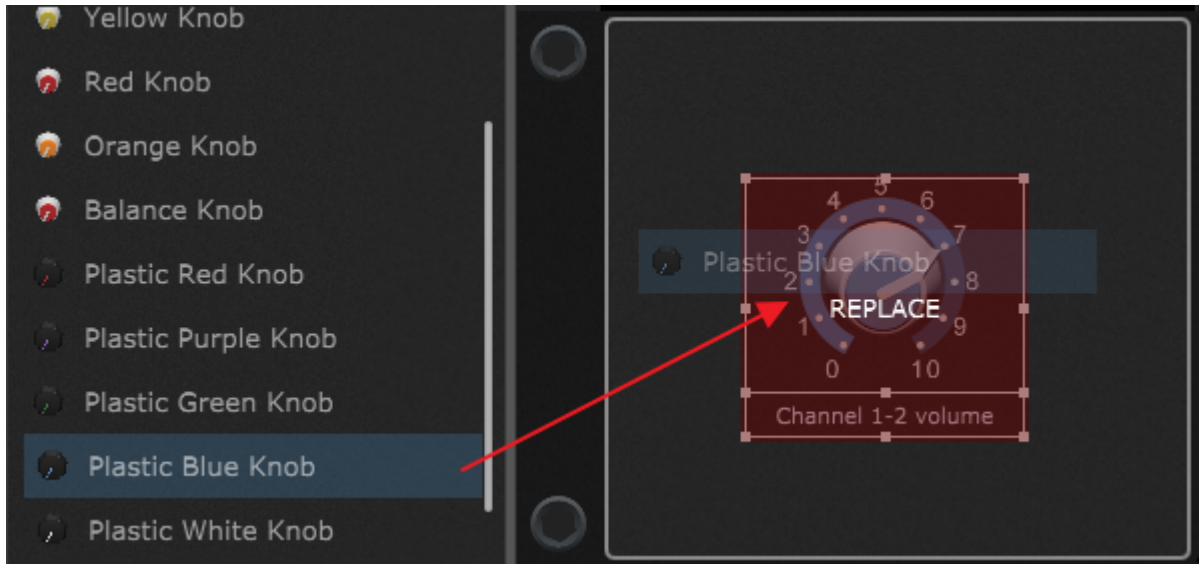 Yellow Knob
Red Knob
Orange Knob
Balance Knob
Plastic Red Knob
Plastic Purple Knob
Plastic Green Knob
Plastic Blue Knob
Plastic White Knob
5
4 6
3 7
Plastic Blue Knob
2 8
REPLACE
1 9
0 10
Channel 1-2 volume